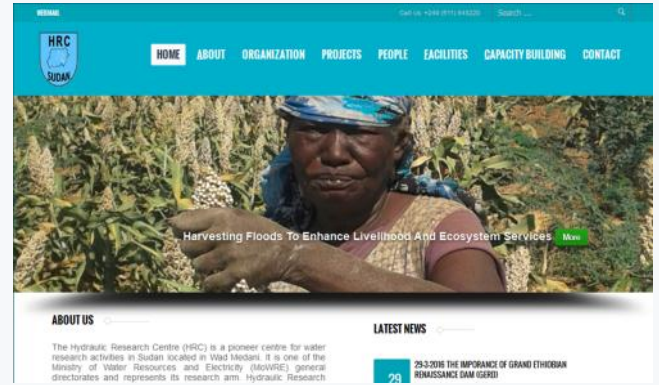 WEBMAIL
Call Us +249 (511) 843220 Search ...
HRC
SUDAN
HOME ABOUT ORGANIZATION PROJECTS PEOPLE FACILITIES CAPACITY BUILDING CONTACT
Harvesting Floods To Enhance Livelihood And Ecosystem Services More
ABOUT US
The Hydraulic Research Centre (HRC) is a pioneer centre for water
research activities in Sudan located in Wad Medani. It is one of the
Ministry of Water Resources and Electricity (MoWRE) general
directorates and represents its research arm. Hydraulic Research
LATEST NEWS
29-3-2016 THE IMPORANCE OF GRAND ETHIOBIAN
RENAISSANCE DAM (GERD)
29